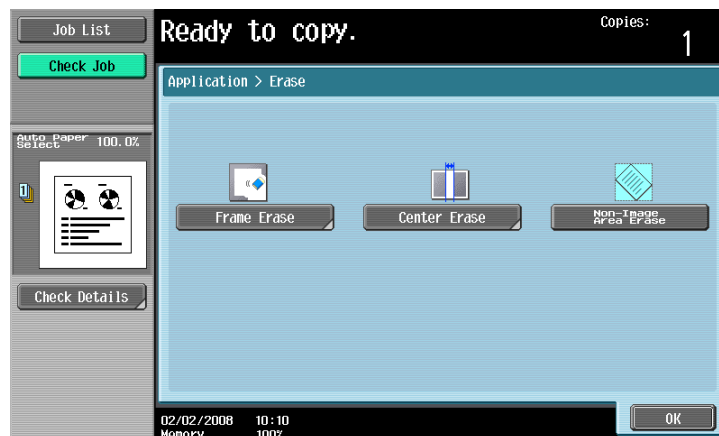 Job List
Ready to copy.
Copies:
1
Check Job
Application > Erase
Auto Paper
Select
100.0%
Frame Erase
Center Erase
Non-Image
Area Erase
Check Details
OK
02/02/2008 10:10
Memory 100%